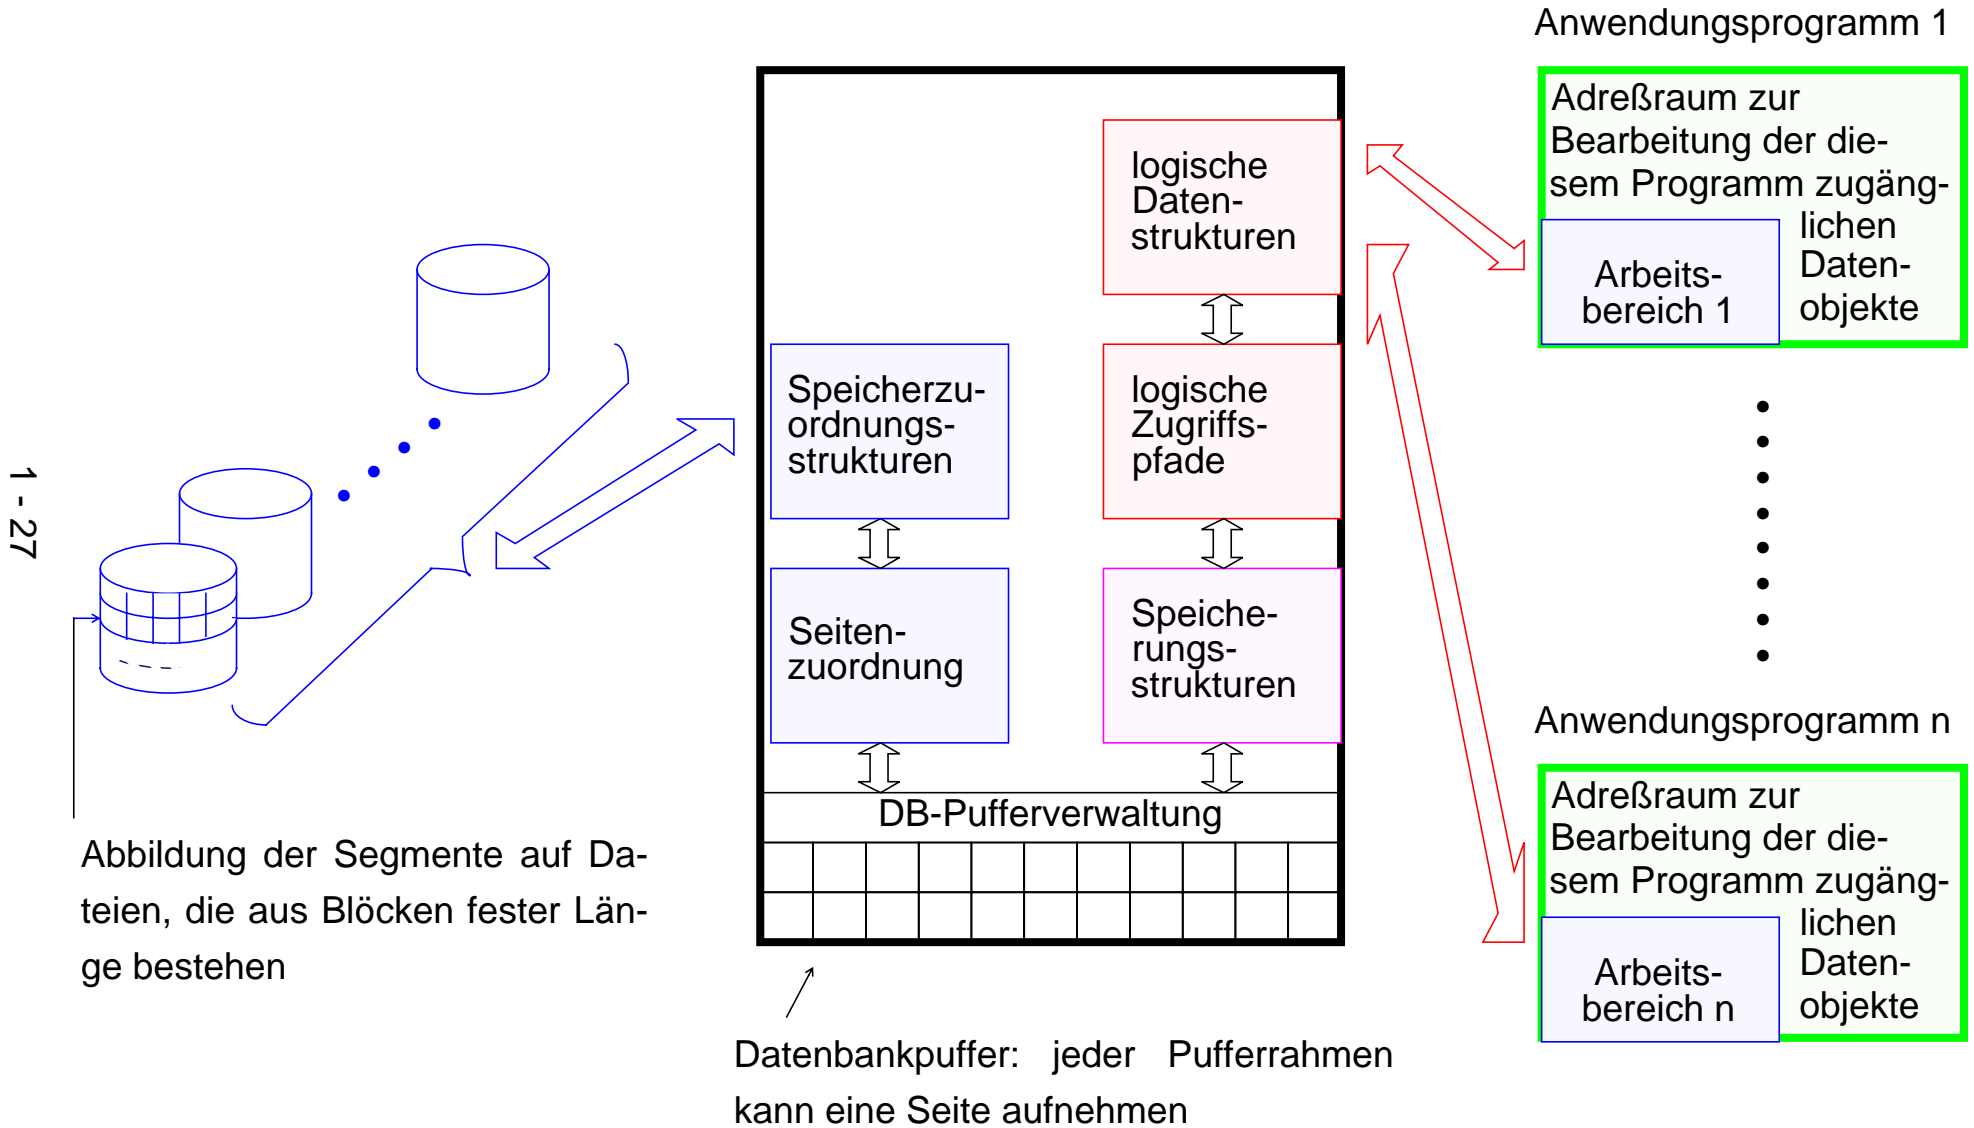 Anwendungsprogramm 1
Adreßraum zur
Bearbeitung der die-
sem Programm zugäng-
lichen
Daten-
objekte
Arbeits-
bereich 1
logische
Daten-
strukturen
Speicherzu-
ordnungs-
strukturen
logische
Zugriffs-
pfade
1 - 27
Seiten-
zuordnung
Speiche-
rungs-
strukturen
Anwendungsprogramm n
Adreßraum zur
Bearbeitung der die-
sem Programm zugäng-
lichen
Daten-
objekte
Arbeits-
bereich n
DB-Pufferverwaltung
Abbildung der Segmente auf Da-
teien, die aus Blöcken fester Län-
ge bestehen
Datenbankpuffer: jeder Pufferrahmen
kann eine Seite aufnehmen